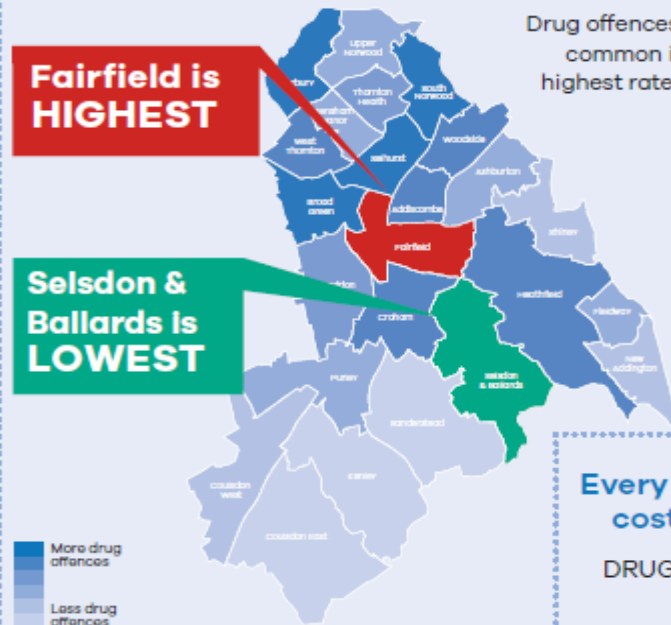 Drug offences
common i
highest rate
Fairfield is
HIGHEST
Selsdon &
Ballards is
LOWEST
Upper
Norwood
bury
Thornton
Heath
South
Norwood
West
Thornton
Selhurst
Woodside
Ashburton
Broad
Green
Addiscombe
Shirley
Fairfield
Heathfield
Croham
Fieldway
New
Addington
Purley
Selsdon
& Ballards
Sanderstead
Coulsdon
West
Kenley
Coulsdon East
More drug
offences
Less drug
offences
Every
cost
DRUG